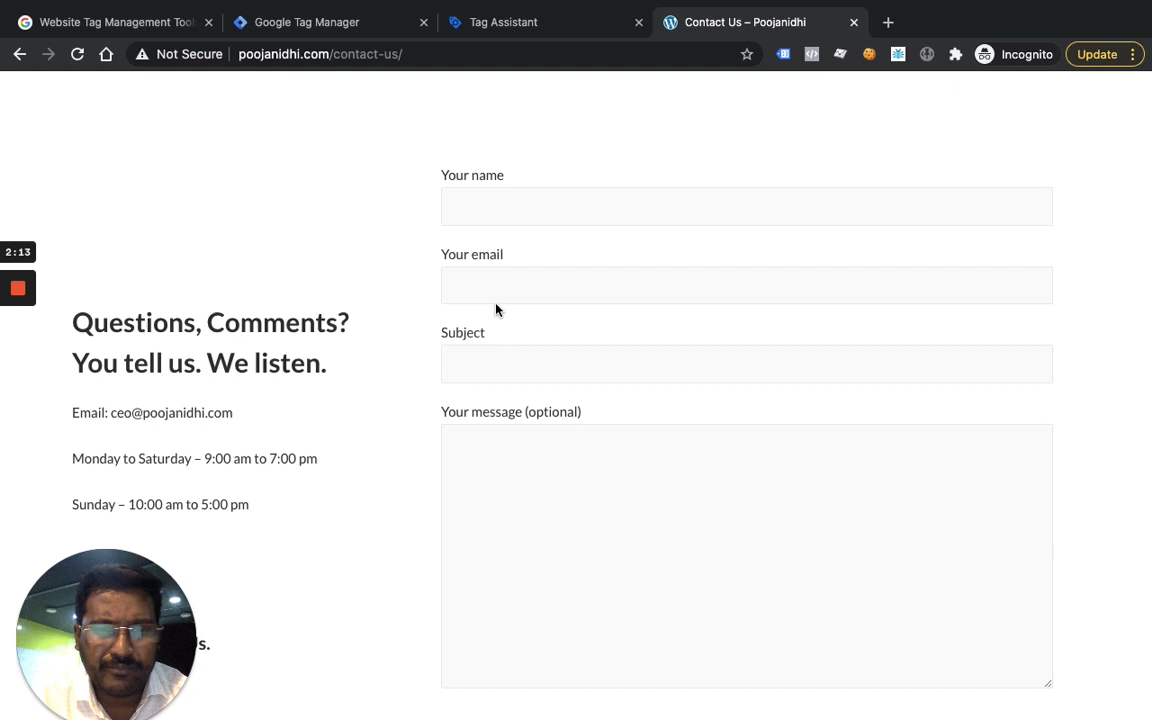 Website Tag Management Tool
Google Tag Manager
Tag Assistant
Contact Us – Poojanidhi
Not Secure
poojanidhi.com/contact-us/
Incognito
Update
Your name
Your email
2:13
Questions, Comments?
You tell us. We listen.
Subject
Email: ceo@poojanidhi.com
Your message (optional)
Monday to Saturday – 9:00 am to 7:00 pm
Sunday – 10:00 am to 5:00 pm